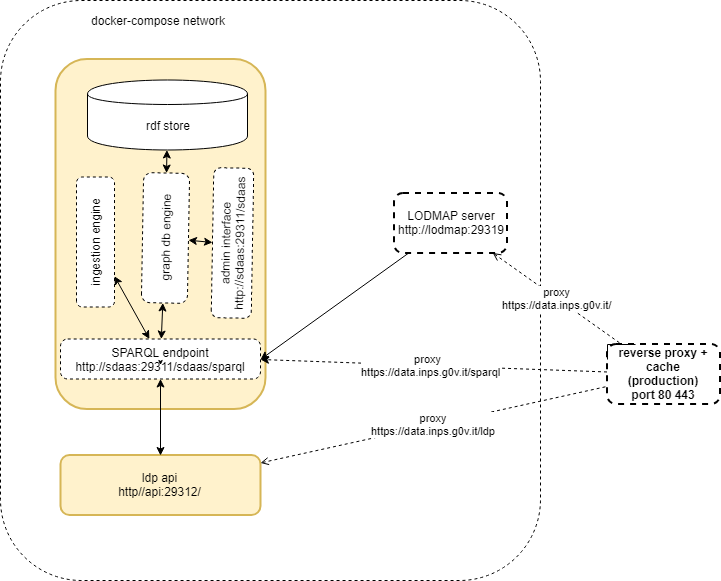 docker-compose network
rdf store
ingestion engine
graph db engine
admin interface
http://sdaas:29311/sdaas
SPARQL endpoint
http://sdaas:29311/sdaas/sparql
ldp api
http//api:29312/
LODMAP server
http://lodmap:29319
proxy
https://data.inps.g0v.it/
proxy
https://data.inps.g0v.it/sparql
proxy
https://data.inps.g0v.it/ldp
reverse proxy +
cache
(production)
port 80 443